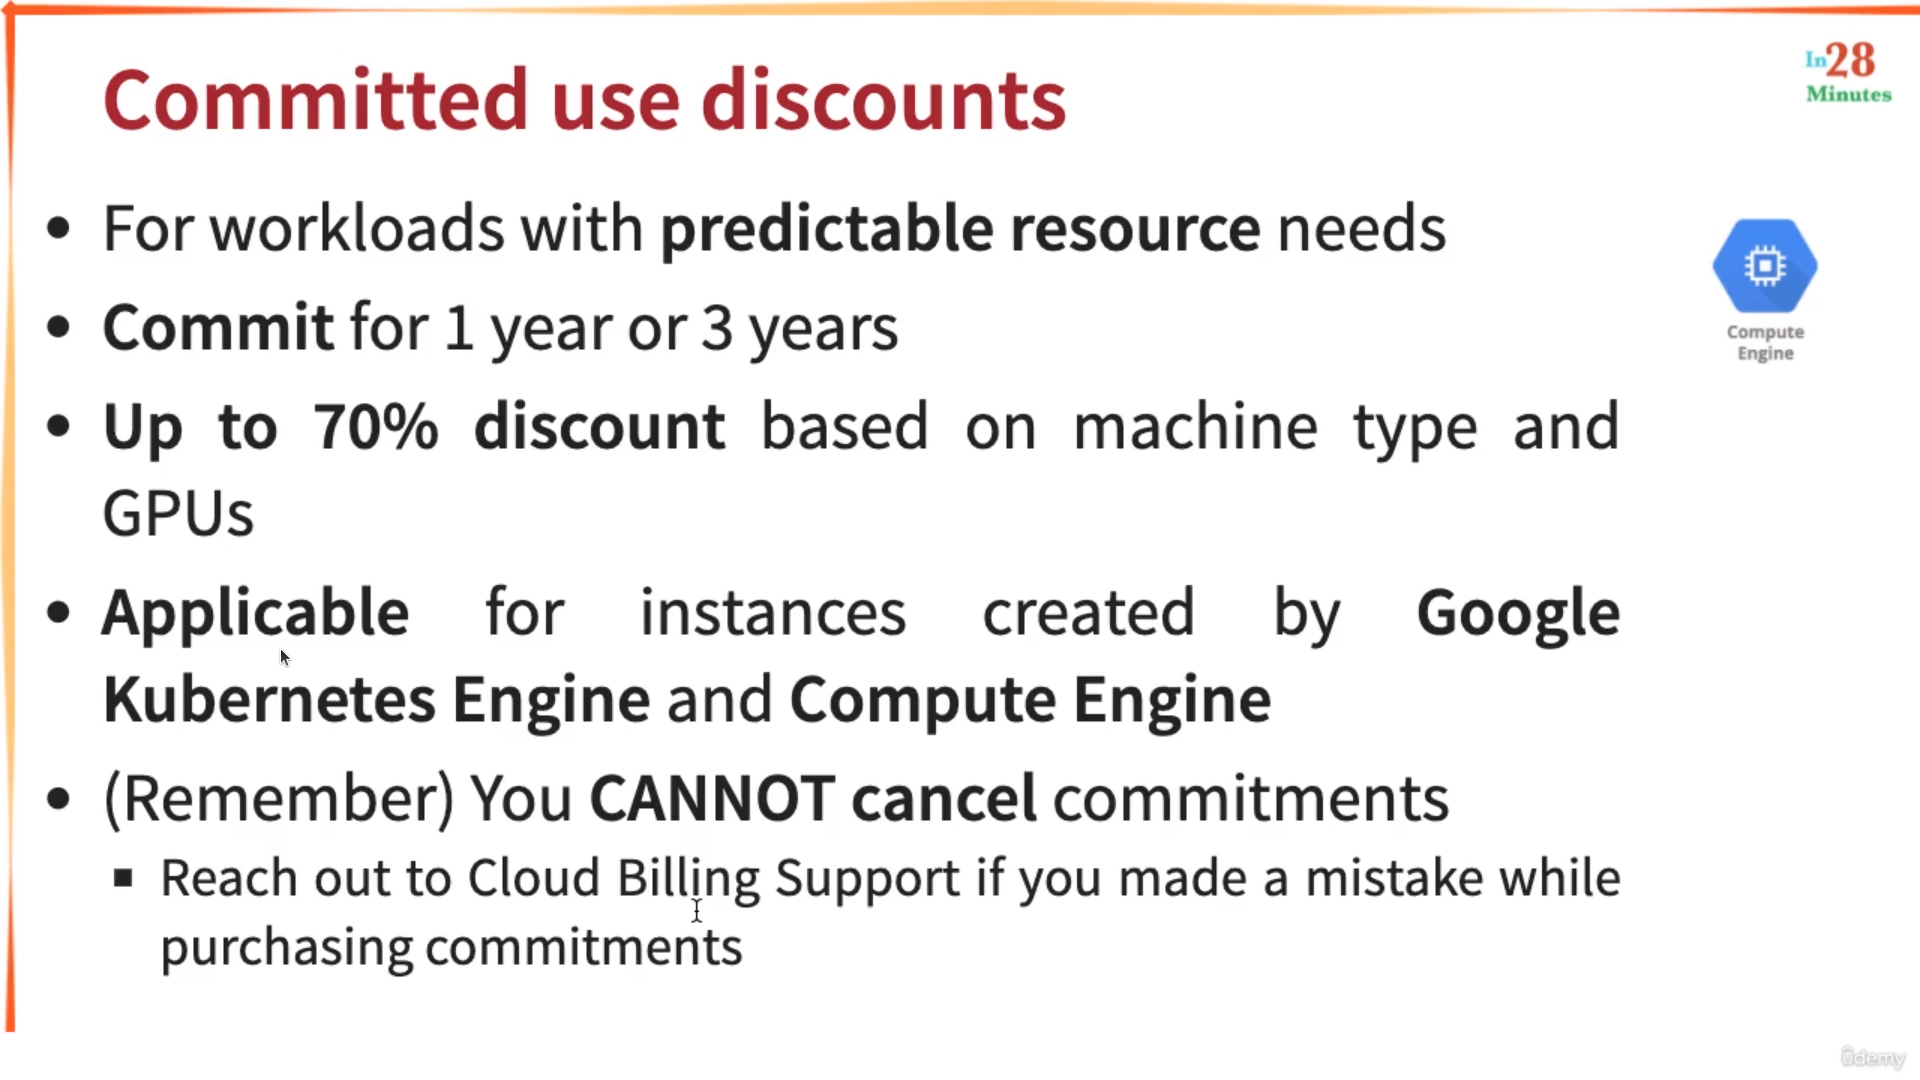 Committed use discounts
In28
Minutes
• For workloads with predictable resource needs
• Commit for 1 year or 3 years
• Up to 70% discount based on machine type and
GPUs
Compute
Engine
• Applicable for instances created by Google
Kubernetes Engine and Compute Engine
• (Remember) You CANNOT cancel commitments
▪ Reach out to Cloud Billing Support if you made a mistake while
purchasing commitments
ûdemy